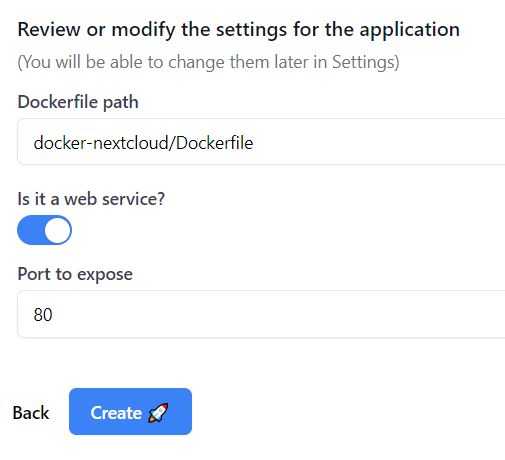 Review or modify the settings for the application
(You will be able to change them later in Settings)
Dockerfile path
docker-nextcloud/Dockerfile
Is it a web service?
Port to expose
80
Back
Create 🚀